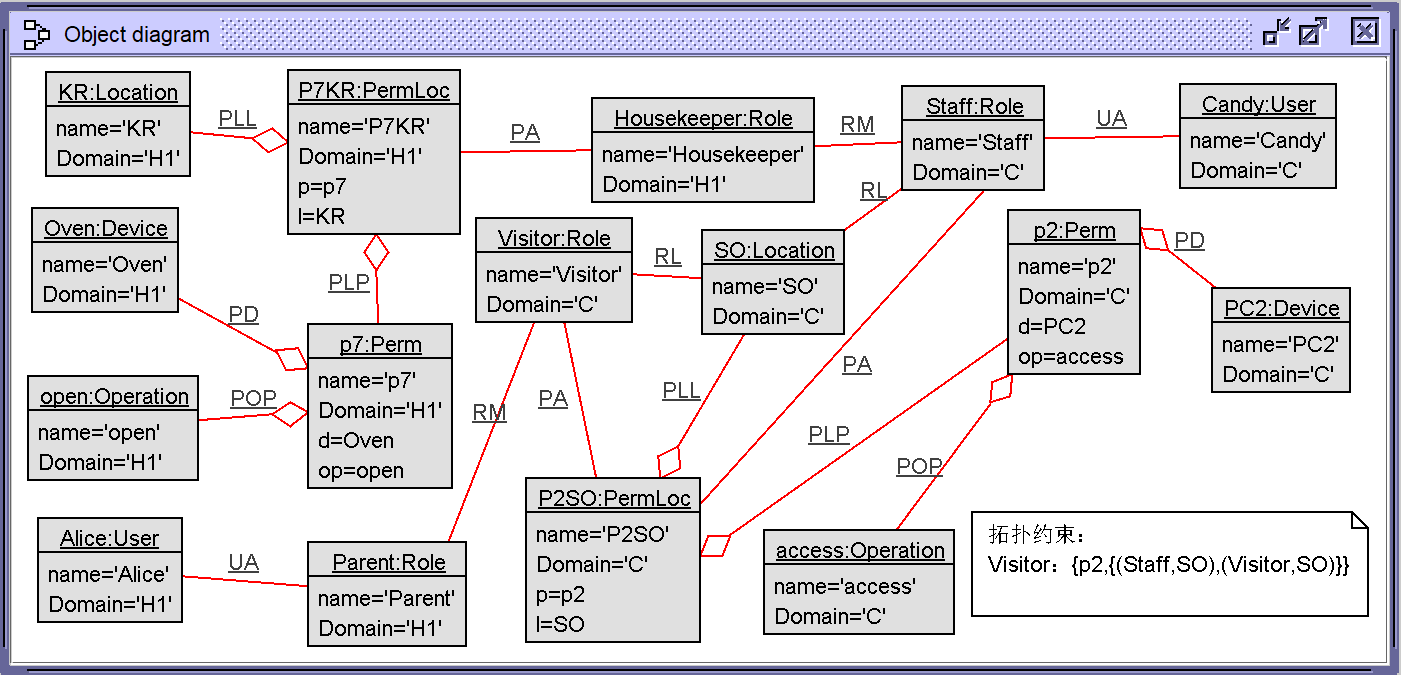 Object diagram
KR:Location
name='KR'
Domain='H1'
PLL
P7KR:PermLoc
name='P7KR'
Domain='H1'
p=p7
l=KR
PA
Housekeeper:Role
name='Housekeeper'
Domain='H1'
RM
Staff:Role
name='Staff'
Domain='C'
UA
Candy:User
name='Candy'
Domain='C'
Oven:Device
name='Oven'
Domain='H1'
PD
PLP
Visitor:Role
name='Visitor'
Domain='C'
RL
SO:Location
name='SO'
Domain='C'
RL
p2:Perm
name='p2'
Domain='C'
d=PC2
op=access
PD
PC2:Device
name='PC2'
Domain='C'
p7:Perm
name='p7'
Domain='H1'
d=Oven
op=open
open:Operation
name='open'
Domain='H1'
POP
RM
PA
PLL
PA
PLP
POP
P2SO:PermLoc
name='P2SO'
Domain='C'
p=p2
l=SO
Alice:User
name='Alice'
Domain='H1'
UA
Parent:Role
name='Parent'
Domain='H1'
access:Operation
name='access'
Domain='C'
拓扑约束：
Visitor：{p2,{(Staff,SO),(Visitor,SO)}}